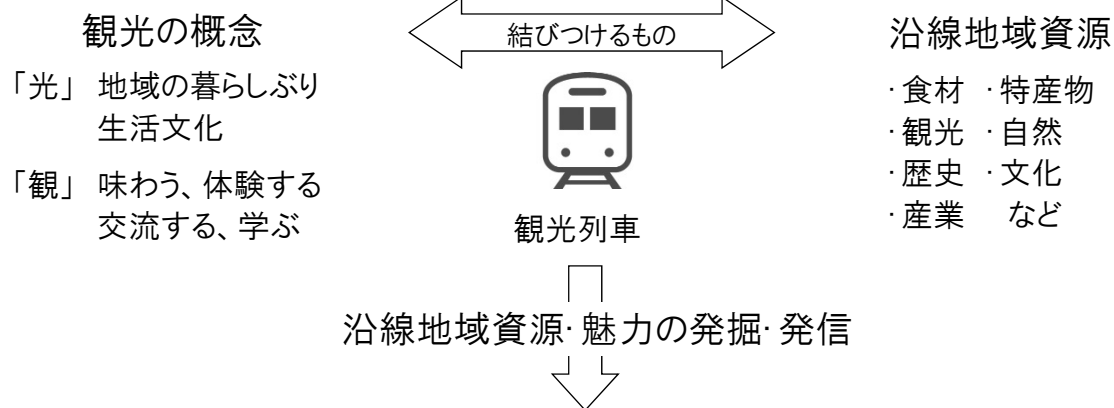 観光の概念
「光」 地域の暮らしぶり
生活文化
「観」 味わう、体験する
交流する、学ぶ
結びつけるもの
観光列車
沿線地域資源
·食材 ·特産物
·観光 ·自然
·歴史 ·文化
·産業 など
沿線地域資源·魅力の発掘·発信